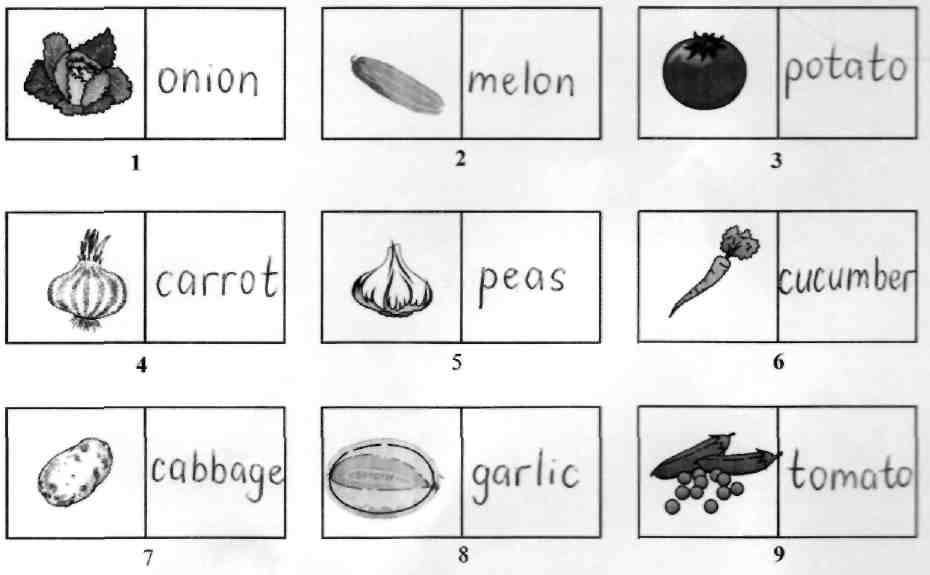 onion
melon
potato
1
2
3
carrot
peas
cucumber
4
5
6
cabbage
garlic
tomato
7
8
9